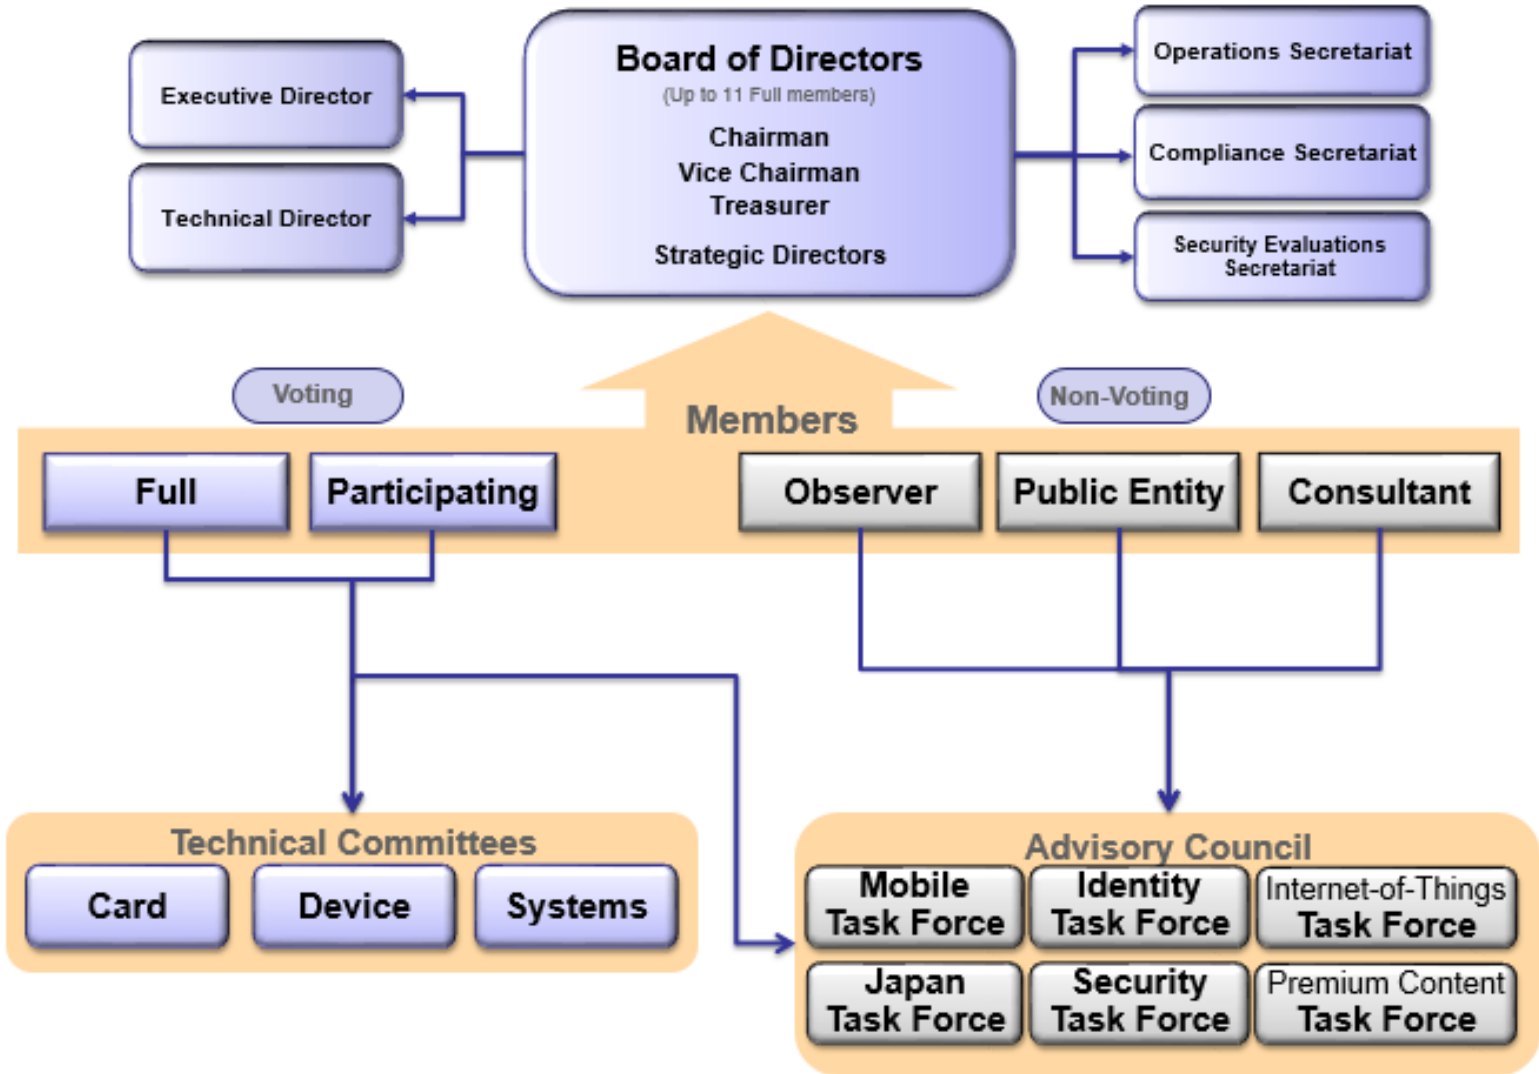 Board of Directors
(Up to 11 Full members)
Chairman
Vice Chairman
Treasurer
Strategic Directors
Executive Director
Technical Director
Operations Secretariat
Compliance Secretariat
Security Evaluations
Secretariat
Voting
Non-Voting
Members
Full
Participating
Observer
Public Entity
Consultant
Technical Committees
Card
Device
Systems
Advisory Council
Mobile
Task Force
Identity
Task Force
Internet-of-Things
Task Force
Japan
Task Force
Security
Task Force
Premium Content
Task Force